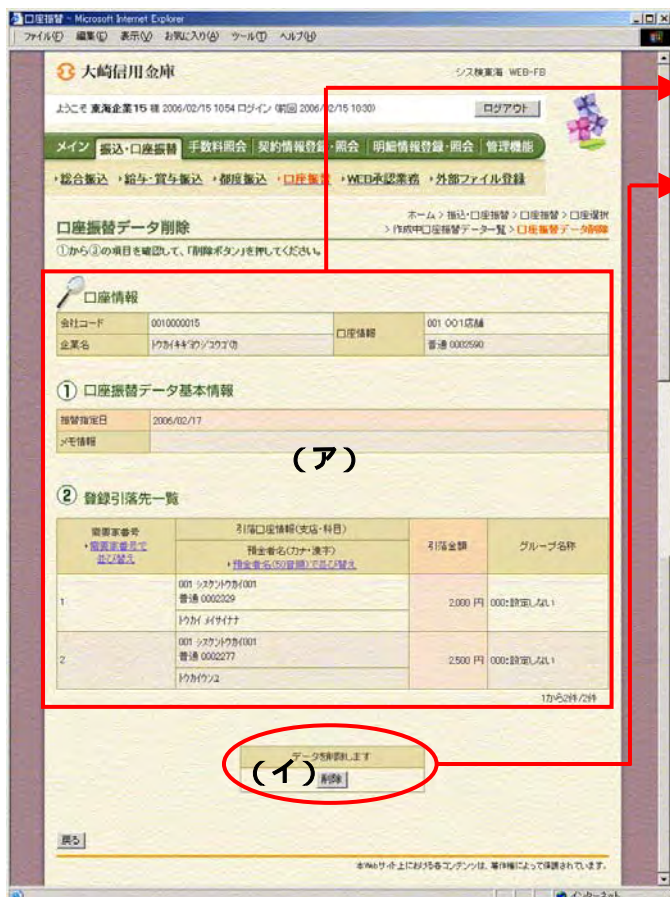 口座振替 - Microsoft Internet Explorer
ファイル(F) 編集(E) 表示(V) お気に入り(A) ツール(T) ヘルプ(H)
大崎信用金庫
シス検東海 WEB-FB
ようこそ 東海企業15 様 2006/02/15 1054 ログイン (前回 2006/02/15 1030)
ログアウト
メイン 振込・口座振替 手数料照会 契約情報登録・照会 明細情報登録・照会 管理機能
総合振込 給与・賞与振込 都度振込 口座振替 WEB承認業務 外部ファイル登録
口座振替データ削除
ホーム > 振込・口座振替 > 口座振替 > 口座選択
> 作成中口座振替データ一覧 > 口座振替データ削除
①から②の項目を確認して、「削除ボタン」を押してください。
口座情報
会社コード 0010000015 口座情報 001 001店舗
企業名 普通 0002590
① 口座振替データ基本情報
振替指定日 2006/02/17
メモ情報
(ア)
② 登録引落先一覧
需要家番号
需要家番号で
並び替え
引落口座情報(支店・科目)
預金者名(カナ・漢字)
預金者名(50音順)で並び替え
引落金額
グループ名称
1
001 シスケントウカイ001
普通 0002329
トウカイ メイサイナナ
2,000 円 000:設定しない
2
001 シスケントウカイ001
普通 0002277
2,500 円 000:設定しない
1から2件/2件
データを削除します
(イ)
削除
戻る
本Webサイト上における各コンテンツは、著作権によって保護されています。
インターネット